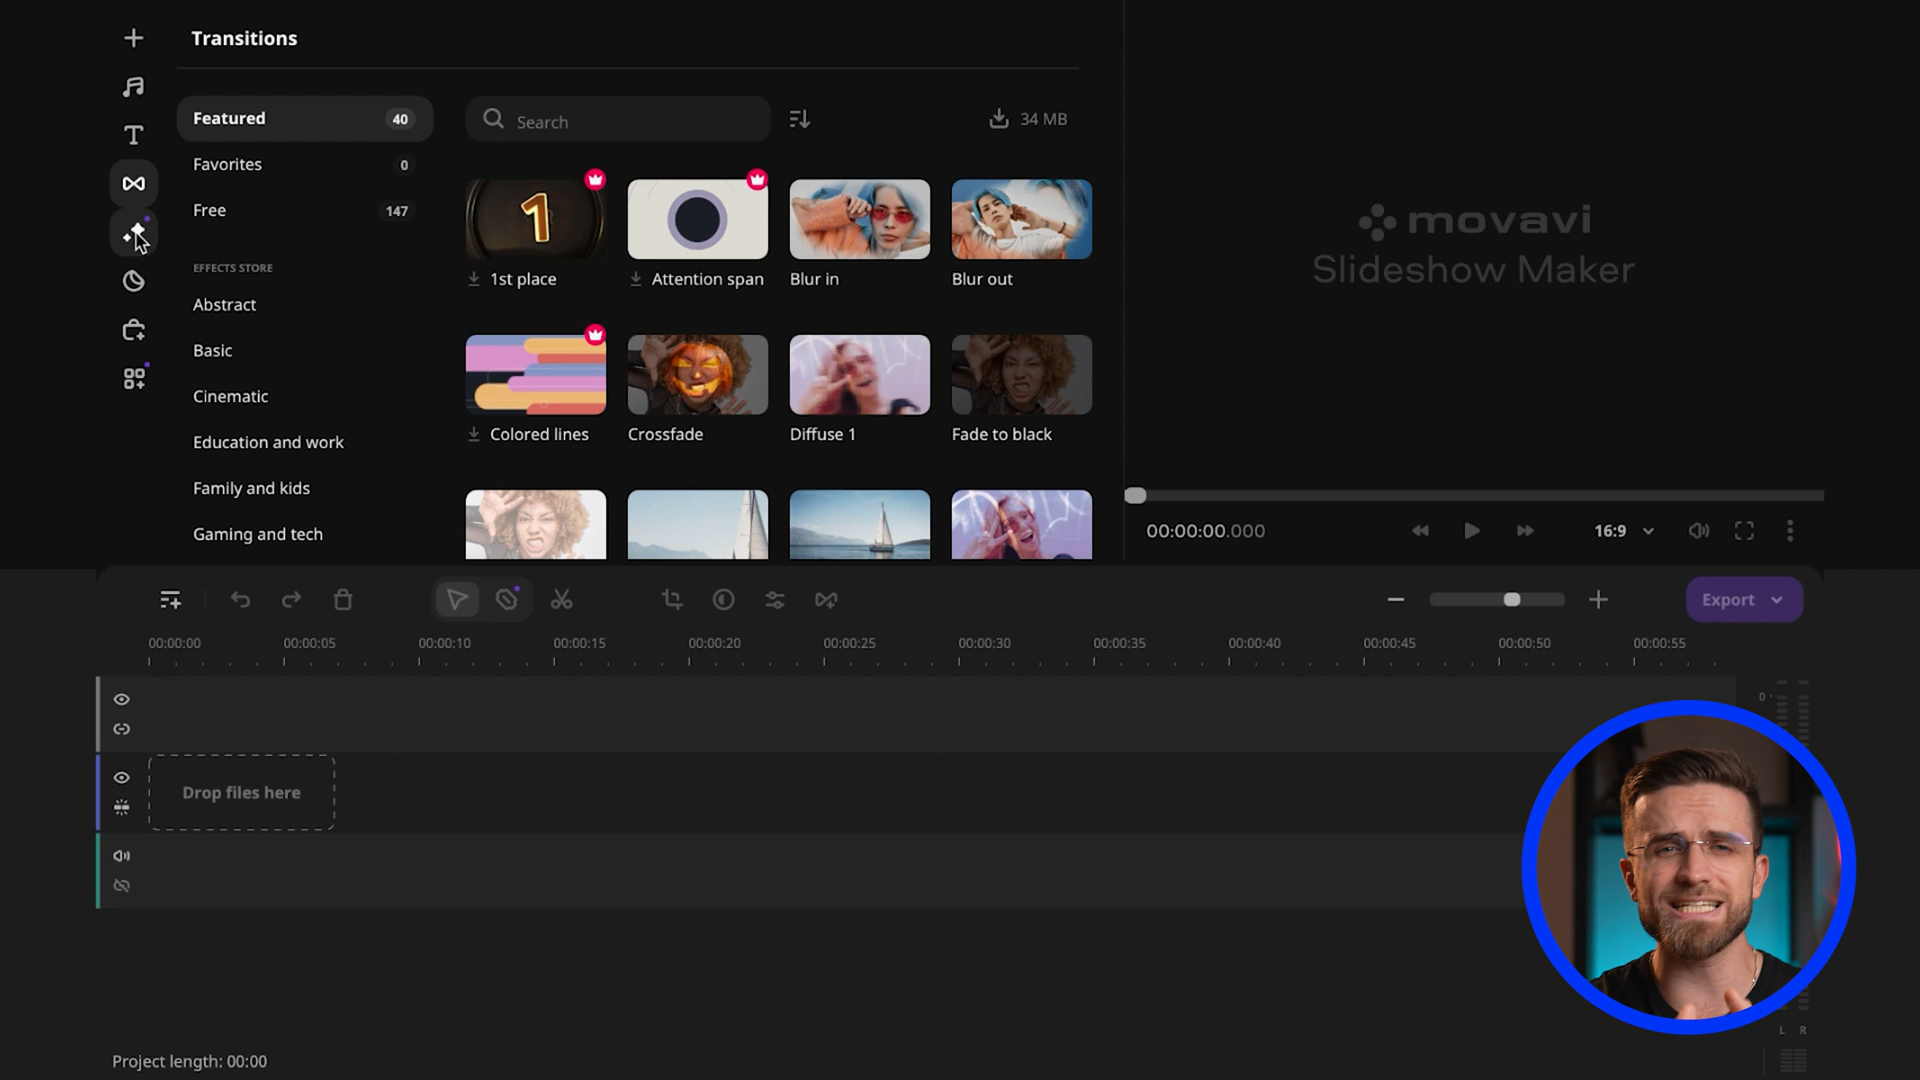 Transitions
Featured
40
Favorites
0
Free
147
EFFECTS STORE
Abstract
Basic
Cinematic
Education and work
Family and kids
Gaming and tech
Search
34 MB
1
1st place
Attention span
Blur in
Blur out
Colored lines
Crossfade
Diffuse 1
Fade to black
movavi
Slideshow Maker
00:00:00.000
16:9
Export
00:00:00
00:00:05
00:00:10
00:00:15
00:00:20
00:00:25
00:00:30
00:00:35
00:00:40
00:00:45
00:00:50
00:00:55
0
Drop files here
L R
Project length: 00:00